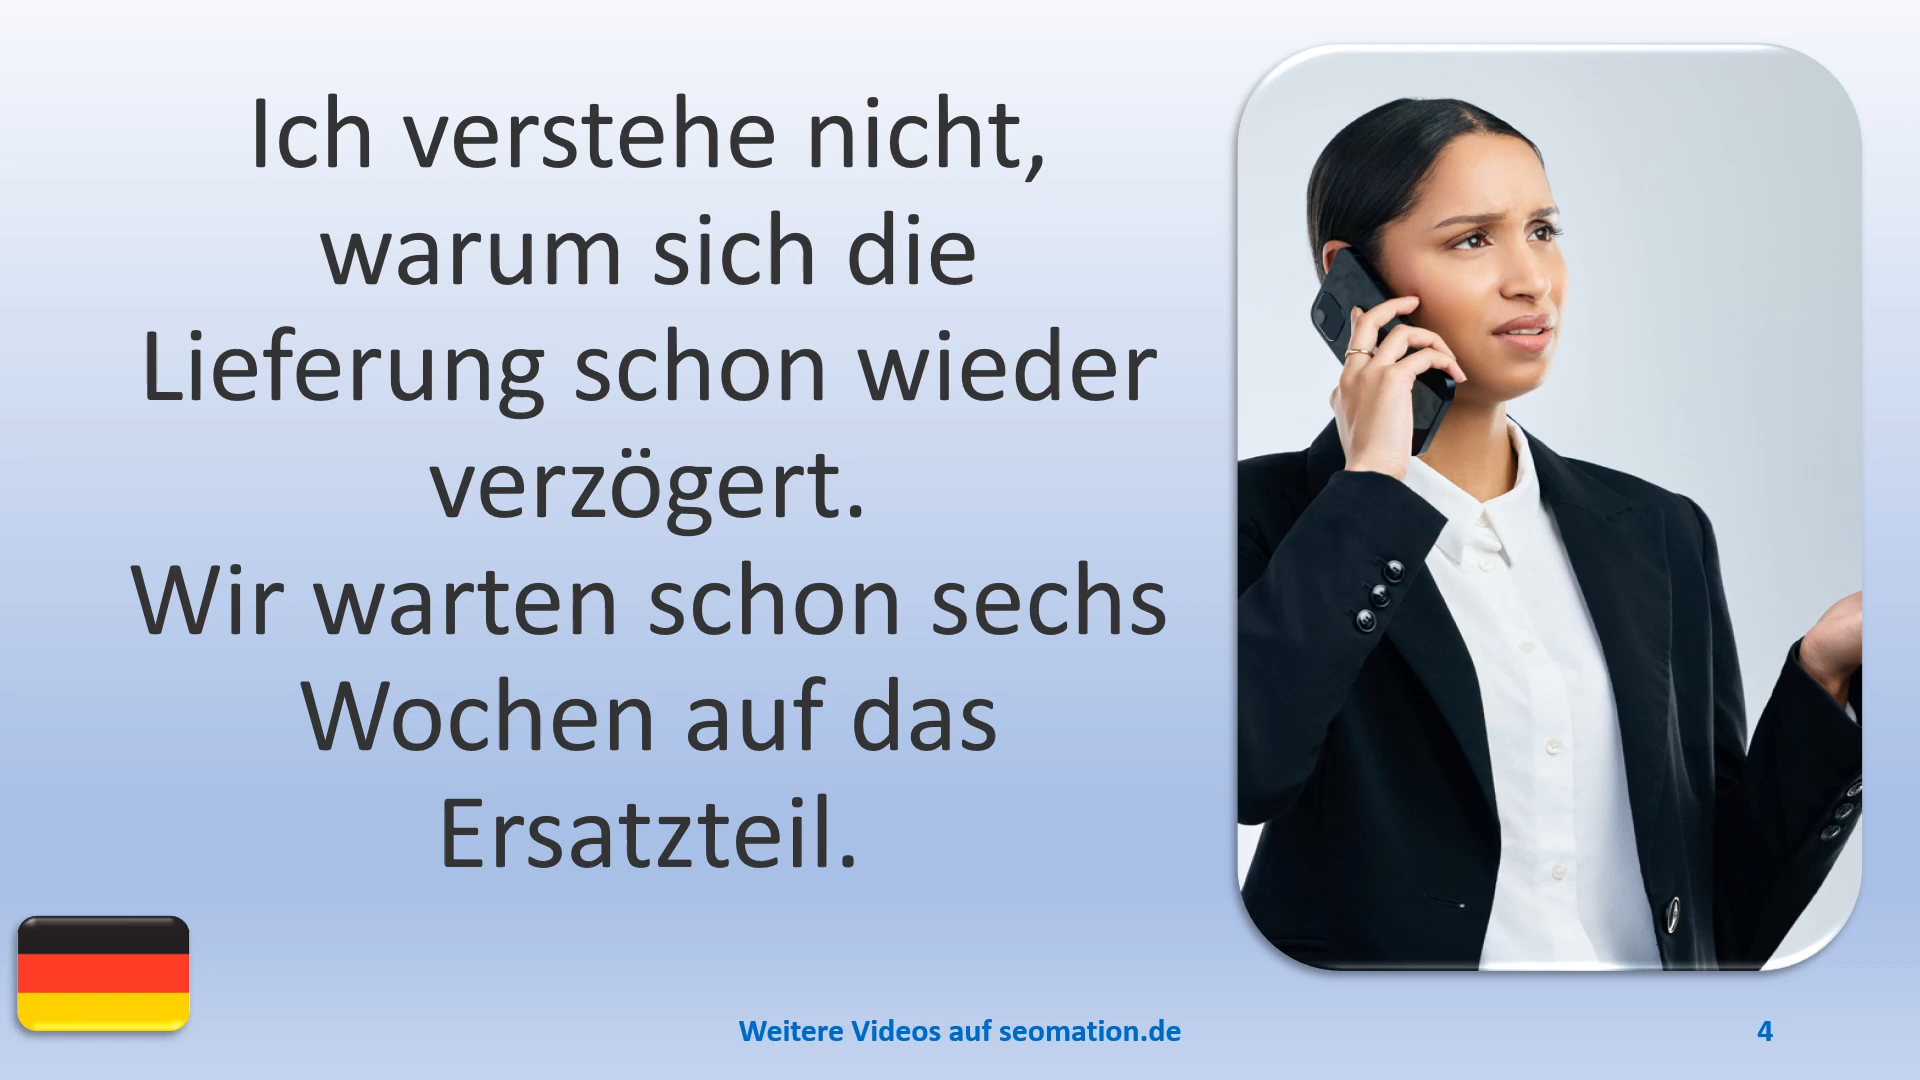 Ich verstehe nicht,
warum sich die
Lieferung schon wieder
verzögert.
Wir warten schon sechs
Wochen auf das
Ersatzteil.
Weitere Videos auf seomation.de
4